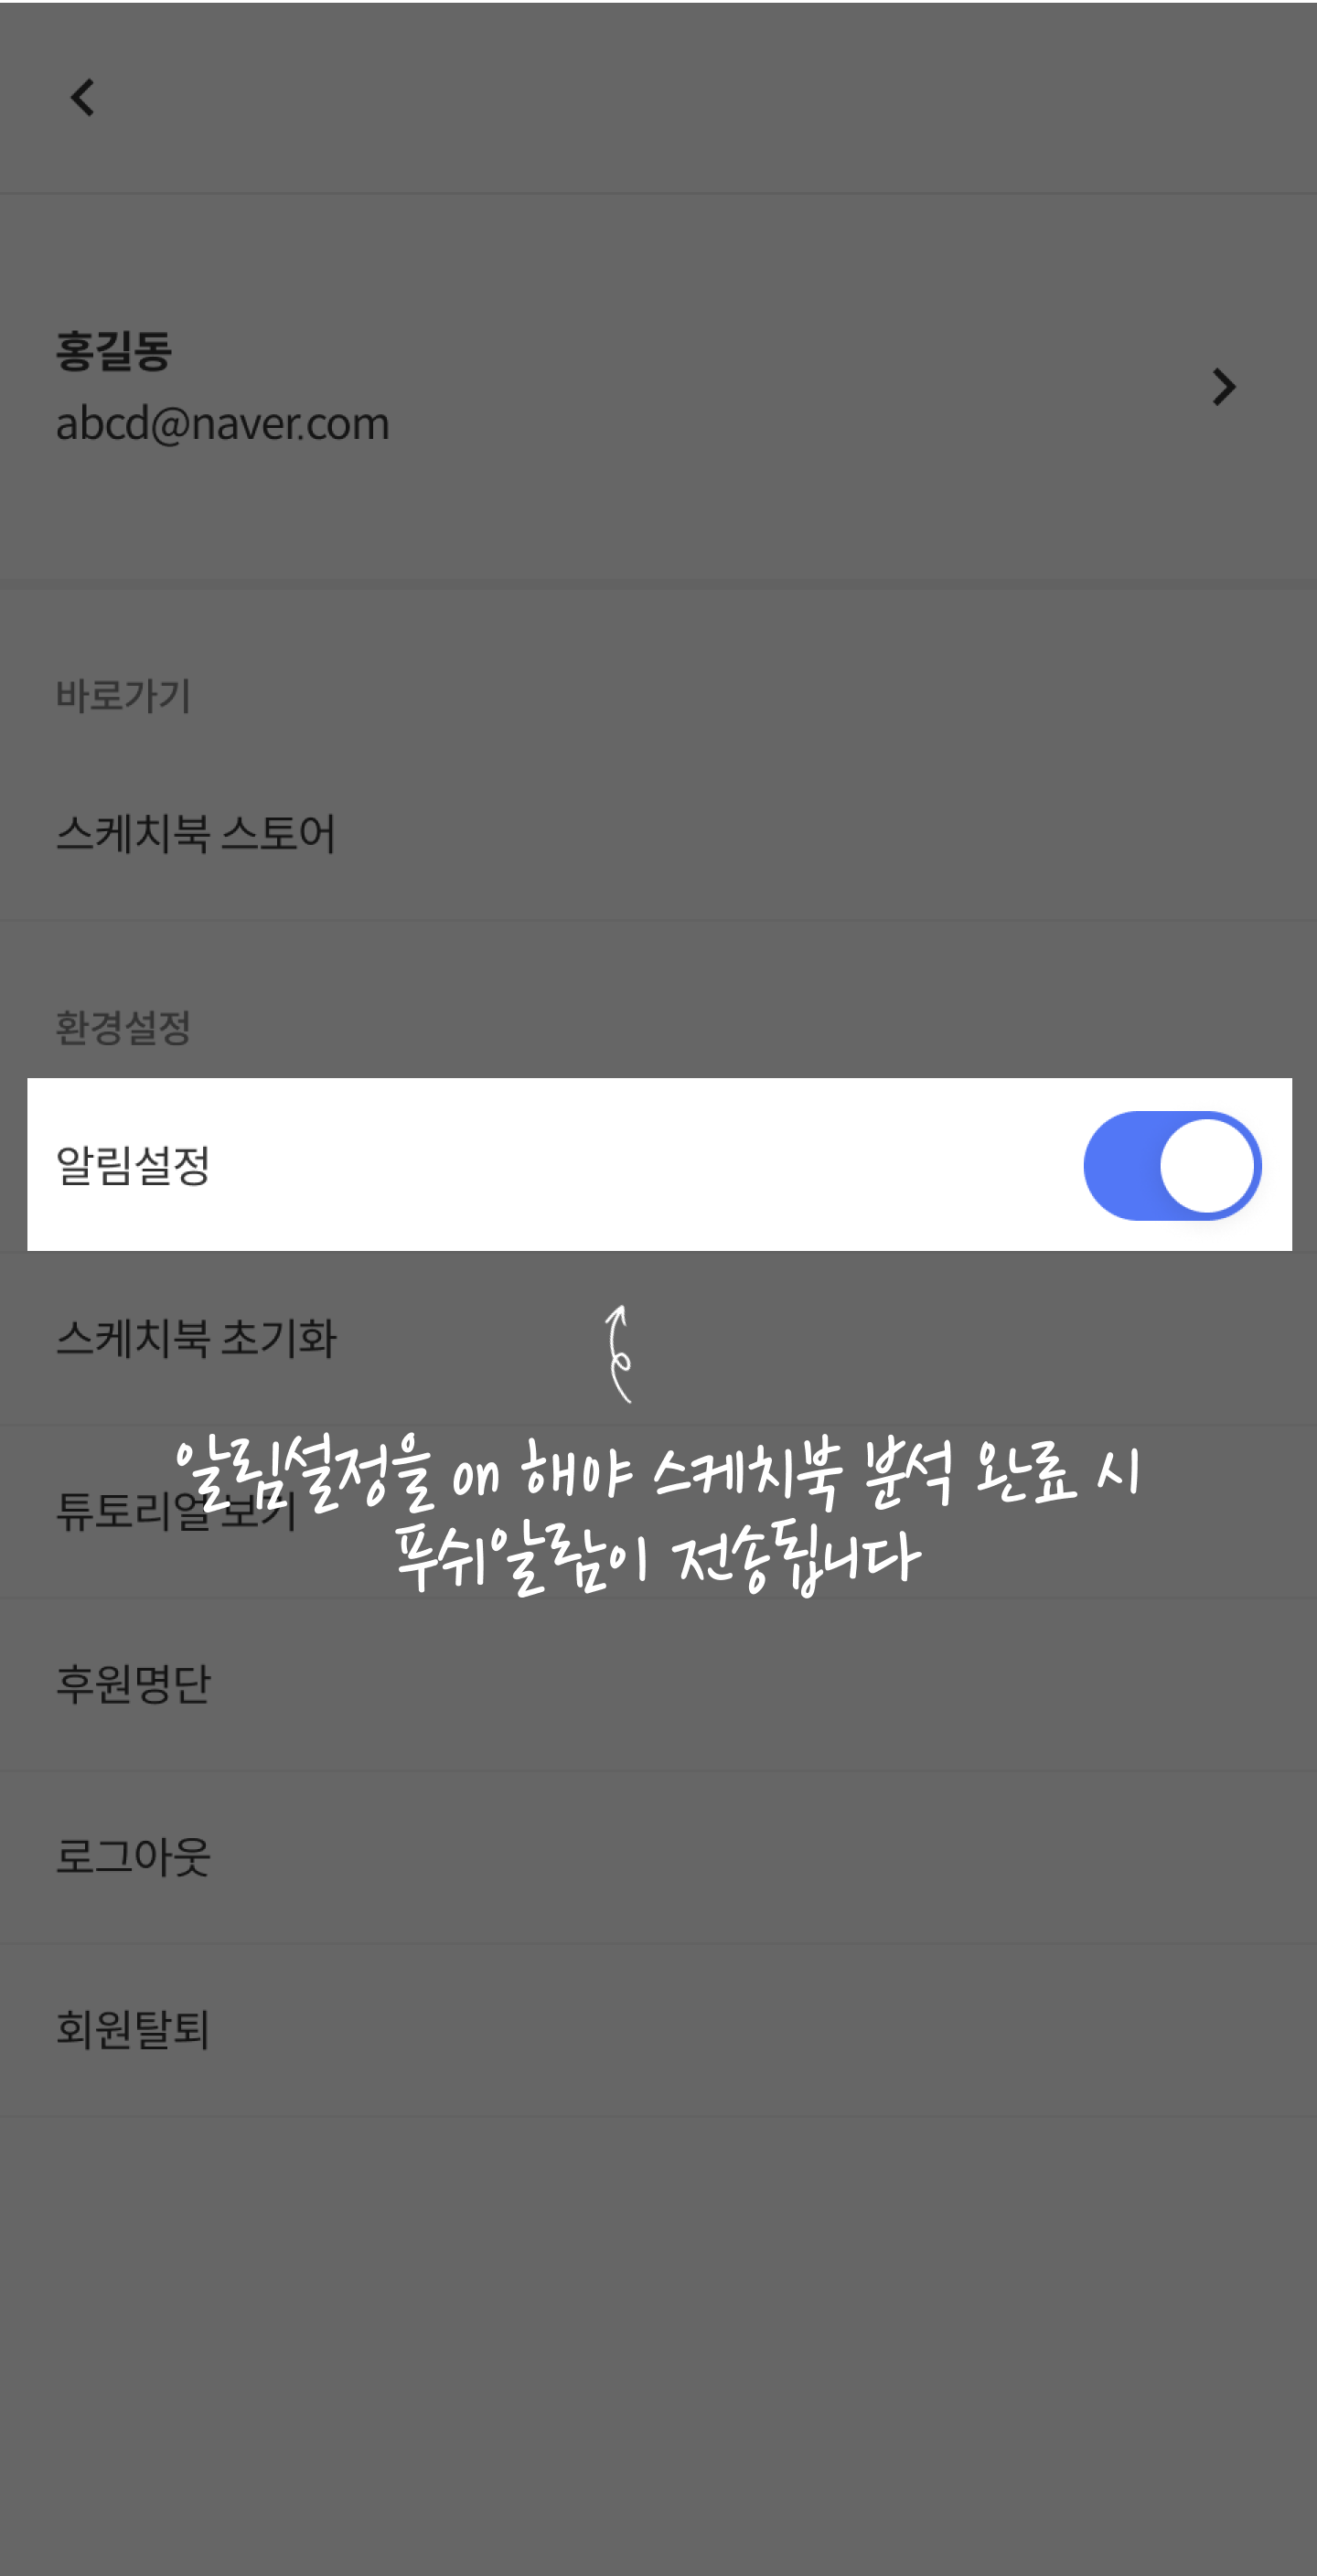 홍길동
abcd@naver.com
바로가기
스케치북 스토어
환경설정
알림설정
스케치북 초기화
알림설정을 on 해야 스케치북 분석 완료 시
튜토리얼 보기
푸쉬알람이 전송됩니다
후원명단
로그아웃
회원탈퇴